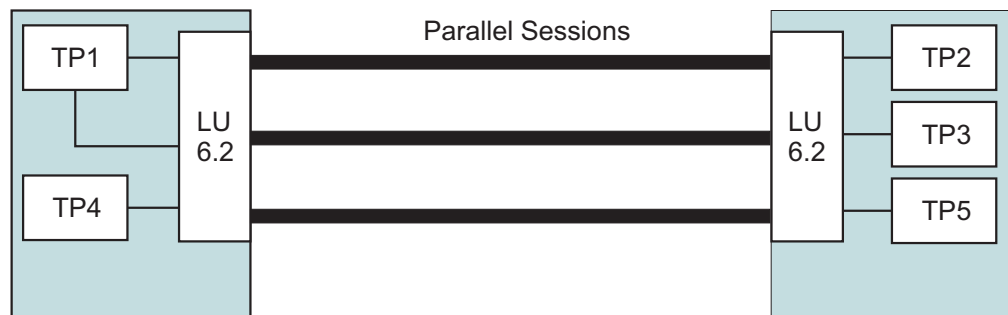 Parallel Sessions
TP1
TP4
LU
6.2
LU
6.2
TP2
TP3
TP5